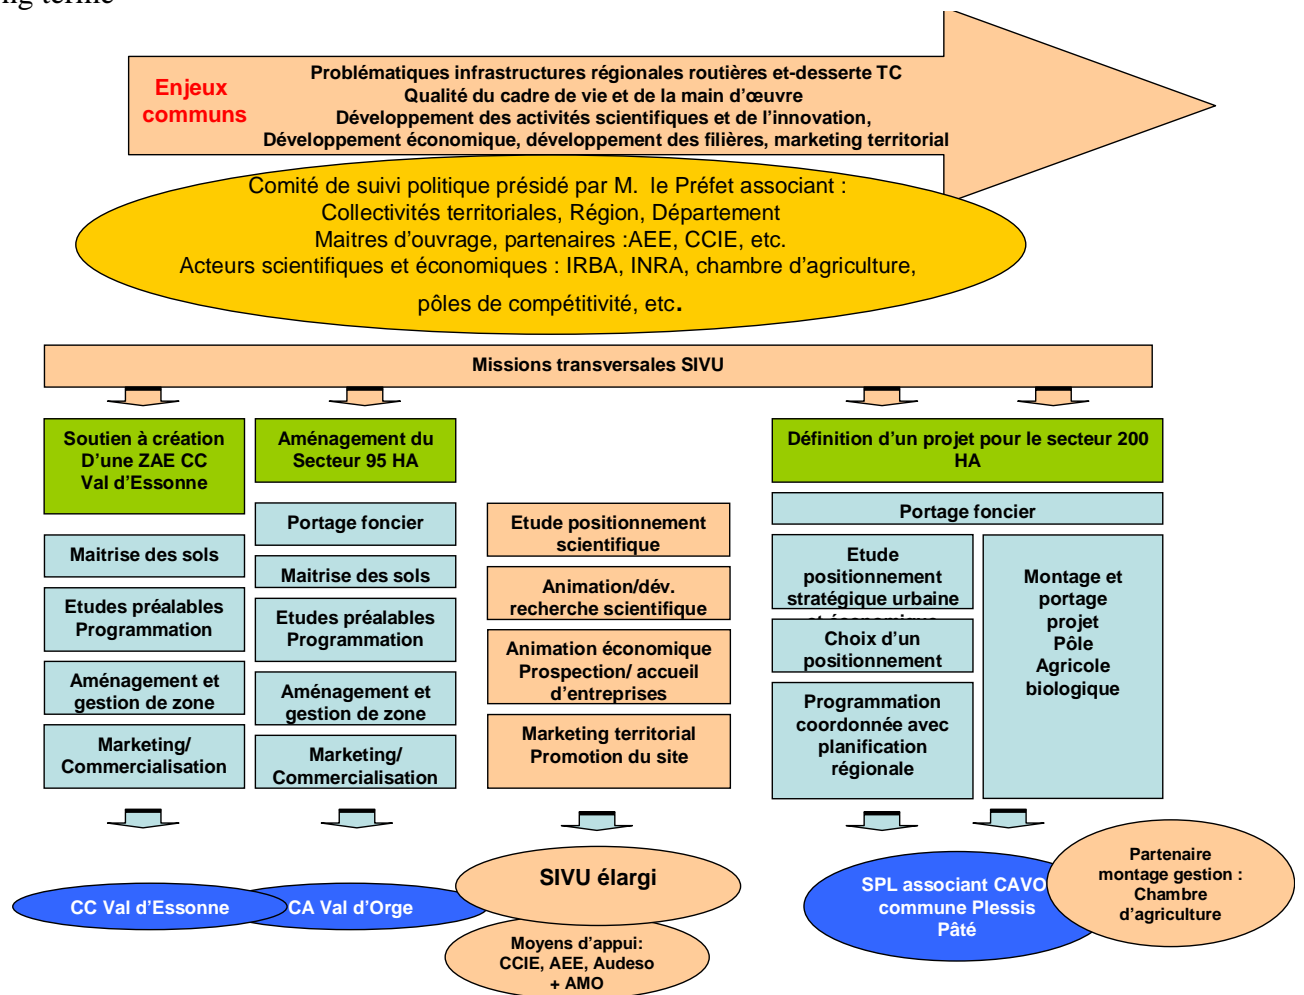 ng terme
Enjeux
communs
Problématiques infrastructures régionales routières et-desserte TC
Qualité du cadre de vie et de la main d'œuvre
Développement des activités scientifiques et de l'innovation,
Développement économique, développement des filières, marketing territorial
Comité de suivi politique présidé par M. le Préfet associant :
Collectivités territoriales, Région, Département
Maitres d'ouvrage, partenaires :AEE, CCIE, etc.
Acteurs scientifiques et économiques : IRBA, INRA, chambre d'agriculture,
pôles de compétitivité, etc.
Missions transversales SIVU
Soutien à création
D'une ZAE CC
Val d'Essonne
Maitrise des sols
Etudes préalables
Programmation
Aménagement et
gestion de zone
Marketing/
Commercialisation
CC Val d'Essonne
Aménagement du
Secteur 95 HA
Portage foncier
Maitrise des sols
Etudes préalables
Programmation
Aménagement et
gestion de zone
Marketing/
Commercialisation
CA Val d'Orge
Etude positionnement
scientifique
Animation/dév.
recherche scientifique
Animation économique
Prospection/ accueil
d'entreprises
Marketing territorial
Promotion du site
SIVU élargi
Moyens d'appui:
CCIE, AEE, Audeso
+ AMO
Définition d'un projet pour le secteur 200
HA
Portage foncier
Etude
positionnement
stratégique urbaine
et économique
Choix d'un
positionnement
Programmation
coordonnée avec
planification
régionale
Montage et
portage
projet
Pôle
Agricole
biologique
SPL associant CAVO
commune Plessis
Pâté
Partenaire
montage gestion :
Chambre
d'agriculture